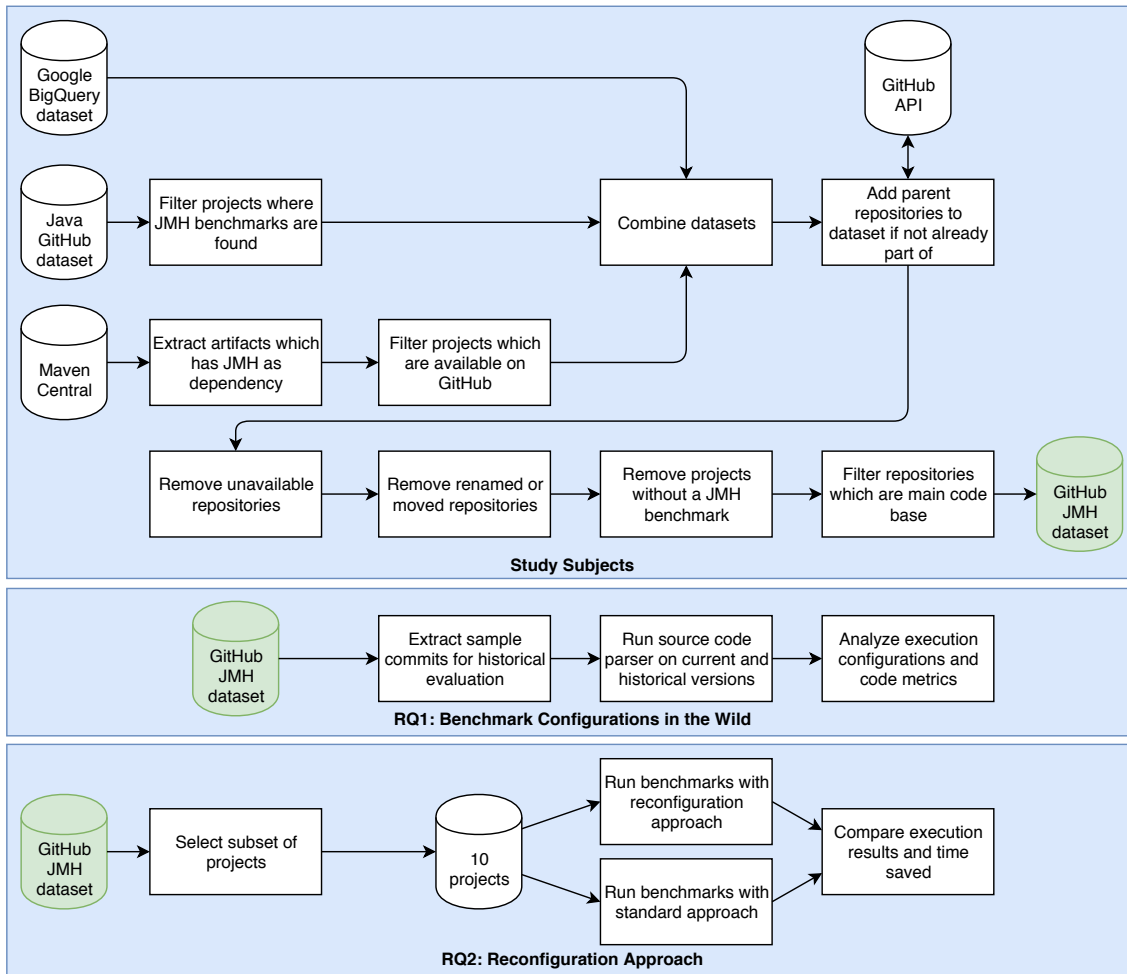 Google
BigQuery
dataset
GitHub
API
Java
GitHub
dataset
Filter projects where
JMH benchmarks are
found
Combine datasets
Add parent
repositories to
dataset if not already
part of
Maven
Central
Extract artifacts which
has JMH as
dependency
Filter projects which
are available on
GitHub
Remove unavailable
repositories
Remove renamed or
moved repositories
Remove projects
without a JMH
benchmark
Filter repositories
which are main code
base
GitHub
JMH
dataset
Study Subjects
GitHub
JMH
dataset
Extract sample
commits for historical
evaluation
Run source code
parser on current and
historical versions
Analyze execution
configurations and
code metrics
RQ1: Benchmark Configurations in the Wild
GitHub
JMH
dataset
Select subset of
projects
10
projects
Run benchmarks with
reconfiguration
approach
Run benchmarks with
standard approach
Compare execution
results and time
saved
RQ2: Reconfiguration Approach